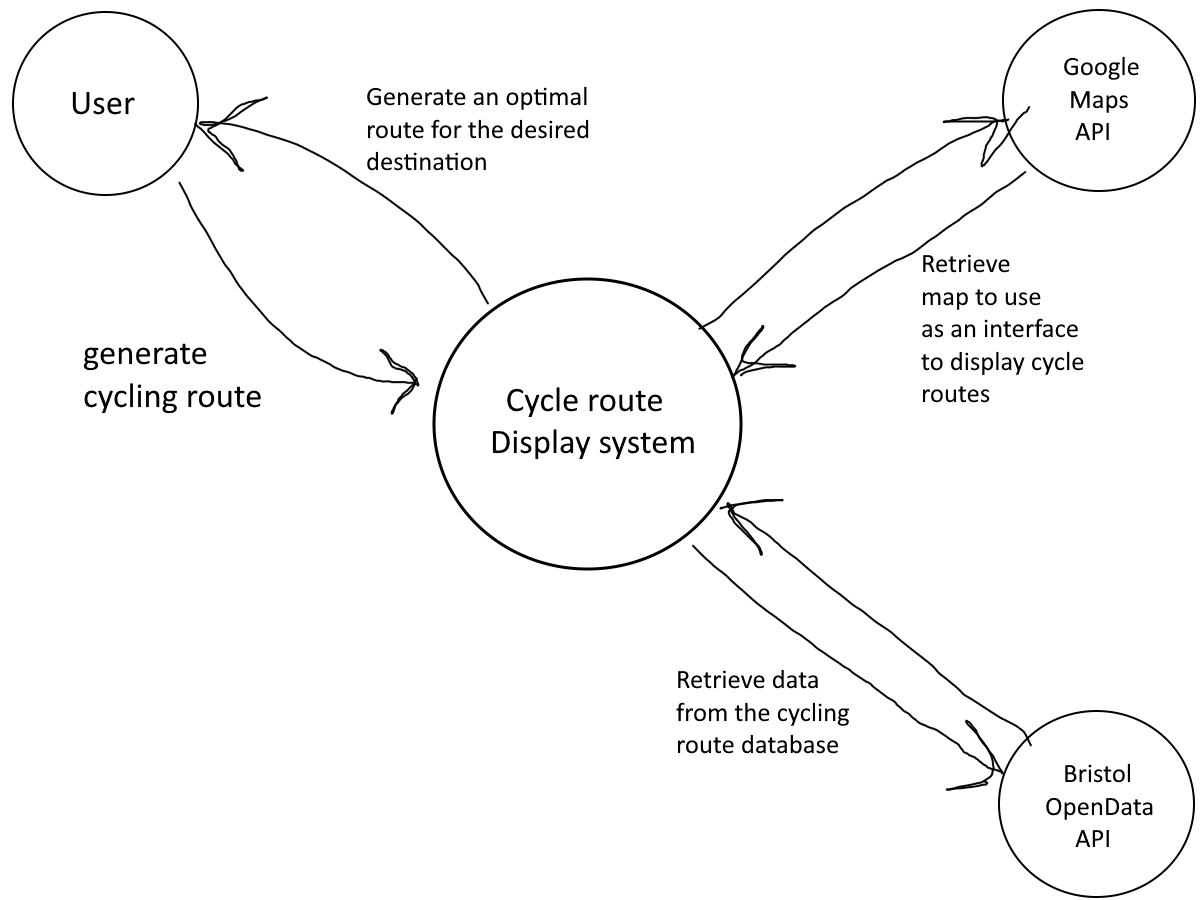 User
Generate an optimal
route for the desired
destination
Google
Maps
API
Retrieve
map to use
as an interface
to display cycle
routes
generate
cycling route
Cycle route
Display system
Retrieve data
from the cycling
route database
Bristol
OpenData
API